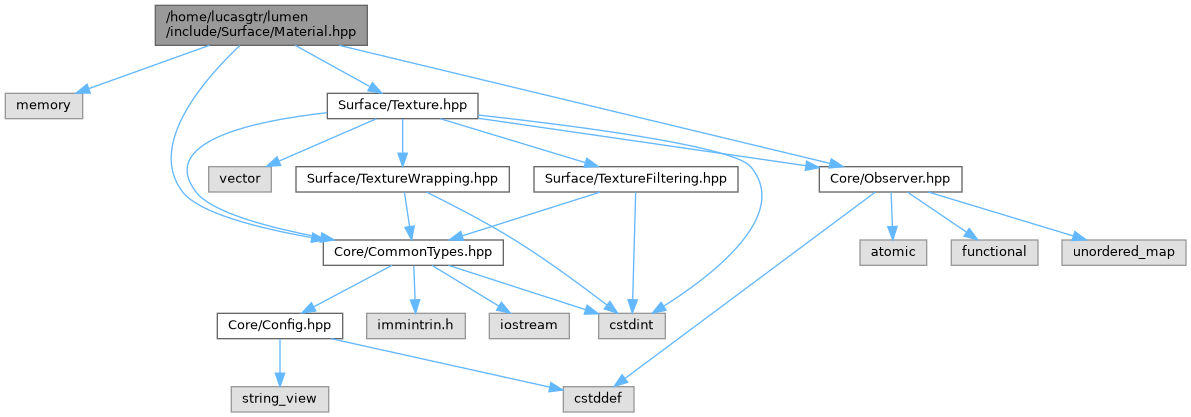 /home/lucasgtr/lumen
/include/Surface/Material.hpp
memory
Surface/Texture.hpp
vector
Surface/TextureWrapping.hpp
Surface/TextureFiltering.hpp
Core/Observer.hpp
Core/CommonTypes.hpp
atomic
functional
unordered_map
Core/Config.hpp
immintrin.h
iostream
cstdint
string_view
cstddef